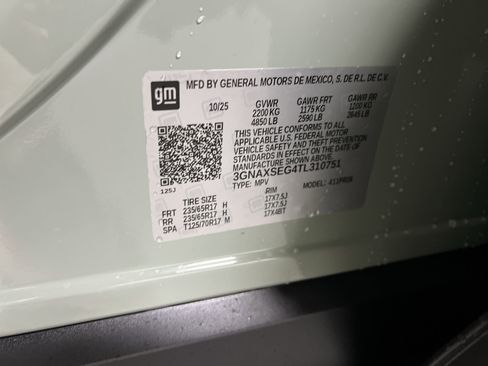 gm
MFD BY GENERAL MOTORS DE MEXICO, S. DE R.L. DE C.V.
10/25 GVWR GAWR FRT GAWR RR
2200 KG 1175 KG 1200 KG
4850 LB 2590 LB 2645 LB
THIS VEHICLE CONFORMS TO ALL
APPLICABLE U.S. FEDERAL MOTOR
VEHICLE SAFETY, BUMPER, AND
THEFT PREVENTION STANDARDS
IN EFFECT ON THE DATE OF
MANUFACTURE SHOWN ABOVE.
3GNAXSEG4TL310751
125J
TYPE: MPV MODEL:
TIRE SIZE RIM
FRT 235/65R17 H 17X7.5J
RR 235/65R17 H 17X7.5J
SPA T125/70R17 M 17X4BT